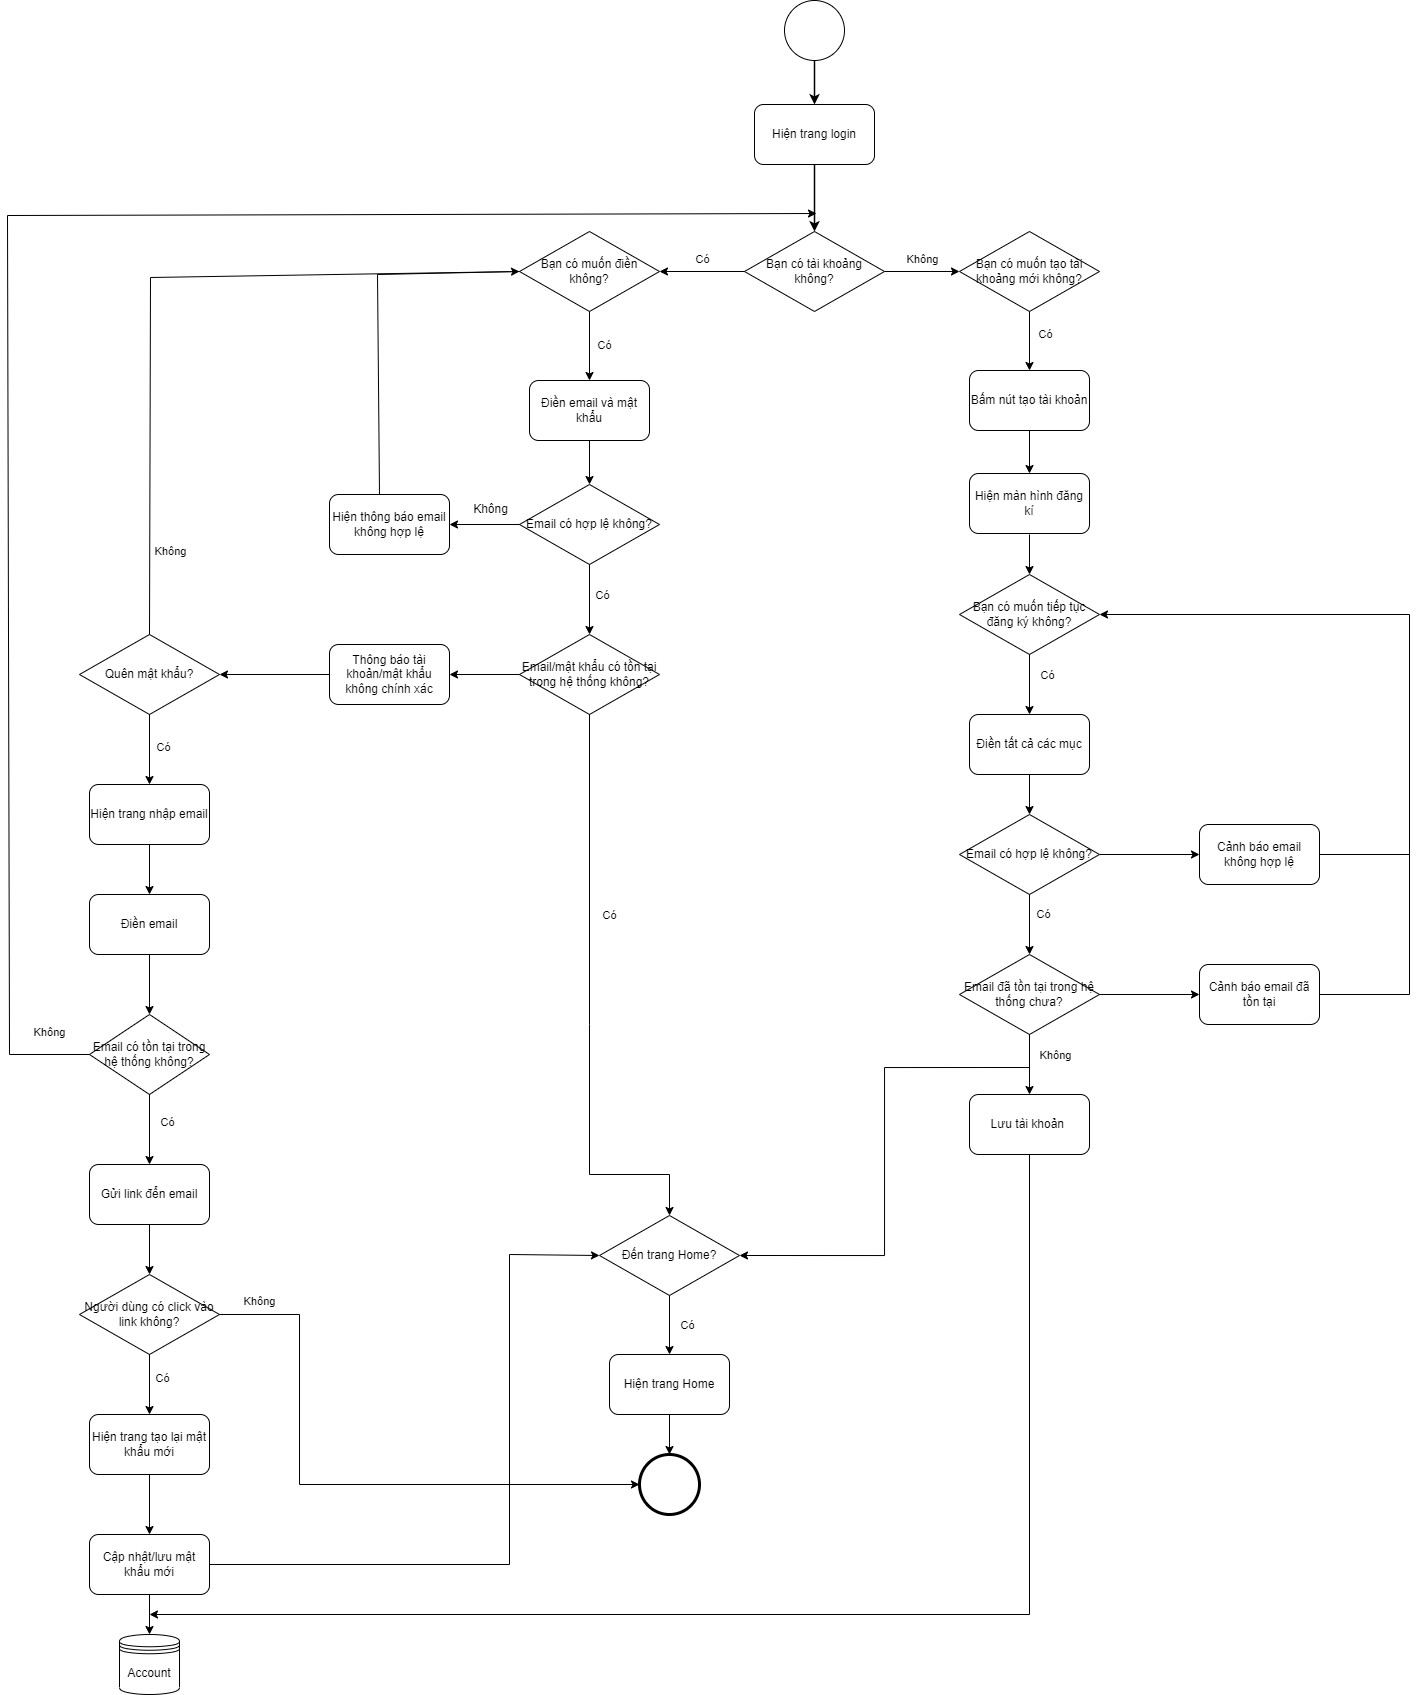 Hiện trang login
Bạn có muốn điền
không?
Có
Bạn có tài khoảng
không?
Không
Bạn có muốn tạo tài
khoảng mới không?
Có
Có
Điền email và mật
khẩu
Bấm nút tạo tài khoản
Hiện thông báo email
không hợp lệ
Không
Email có hợp lệ không?
Hiện màn hình đăng
kí
Không
Có
Bạn có muốn tiếp tục
đăng ký không?
Quên mật khẩu?
Thông báo tài
khoản/mật khẩu
không chính xác
Email/mật khẩu có tồn tại
trong hệ thống không?
Có
Có
Điền tất cả các mục
Hiện trang nhập email
Email có hợp lệ không?
Cảnh báo email
không hợp lệ
Điền email
Có
Có
Email đã tồn tại trong hệ
thống chưa?
Cảnh báo email đã
tồn tại
Không
Email có tồn tại trong
hệ thống không?
Không
Có
Lưu tài khoản
Gửi link đến email
Đến trang Home?
Người dùng có click vào
link không?
Không
Có
Có
Hiện trang Home
Hiện trang tạo lại mật
khẩu mới
Cập nhật/lưu mật
khẩu mới
Account